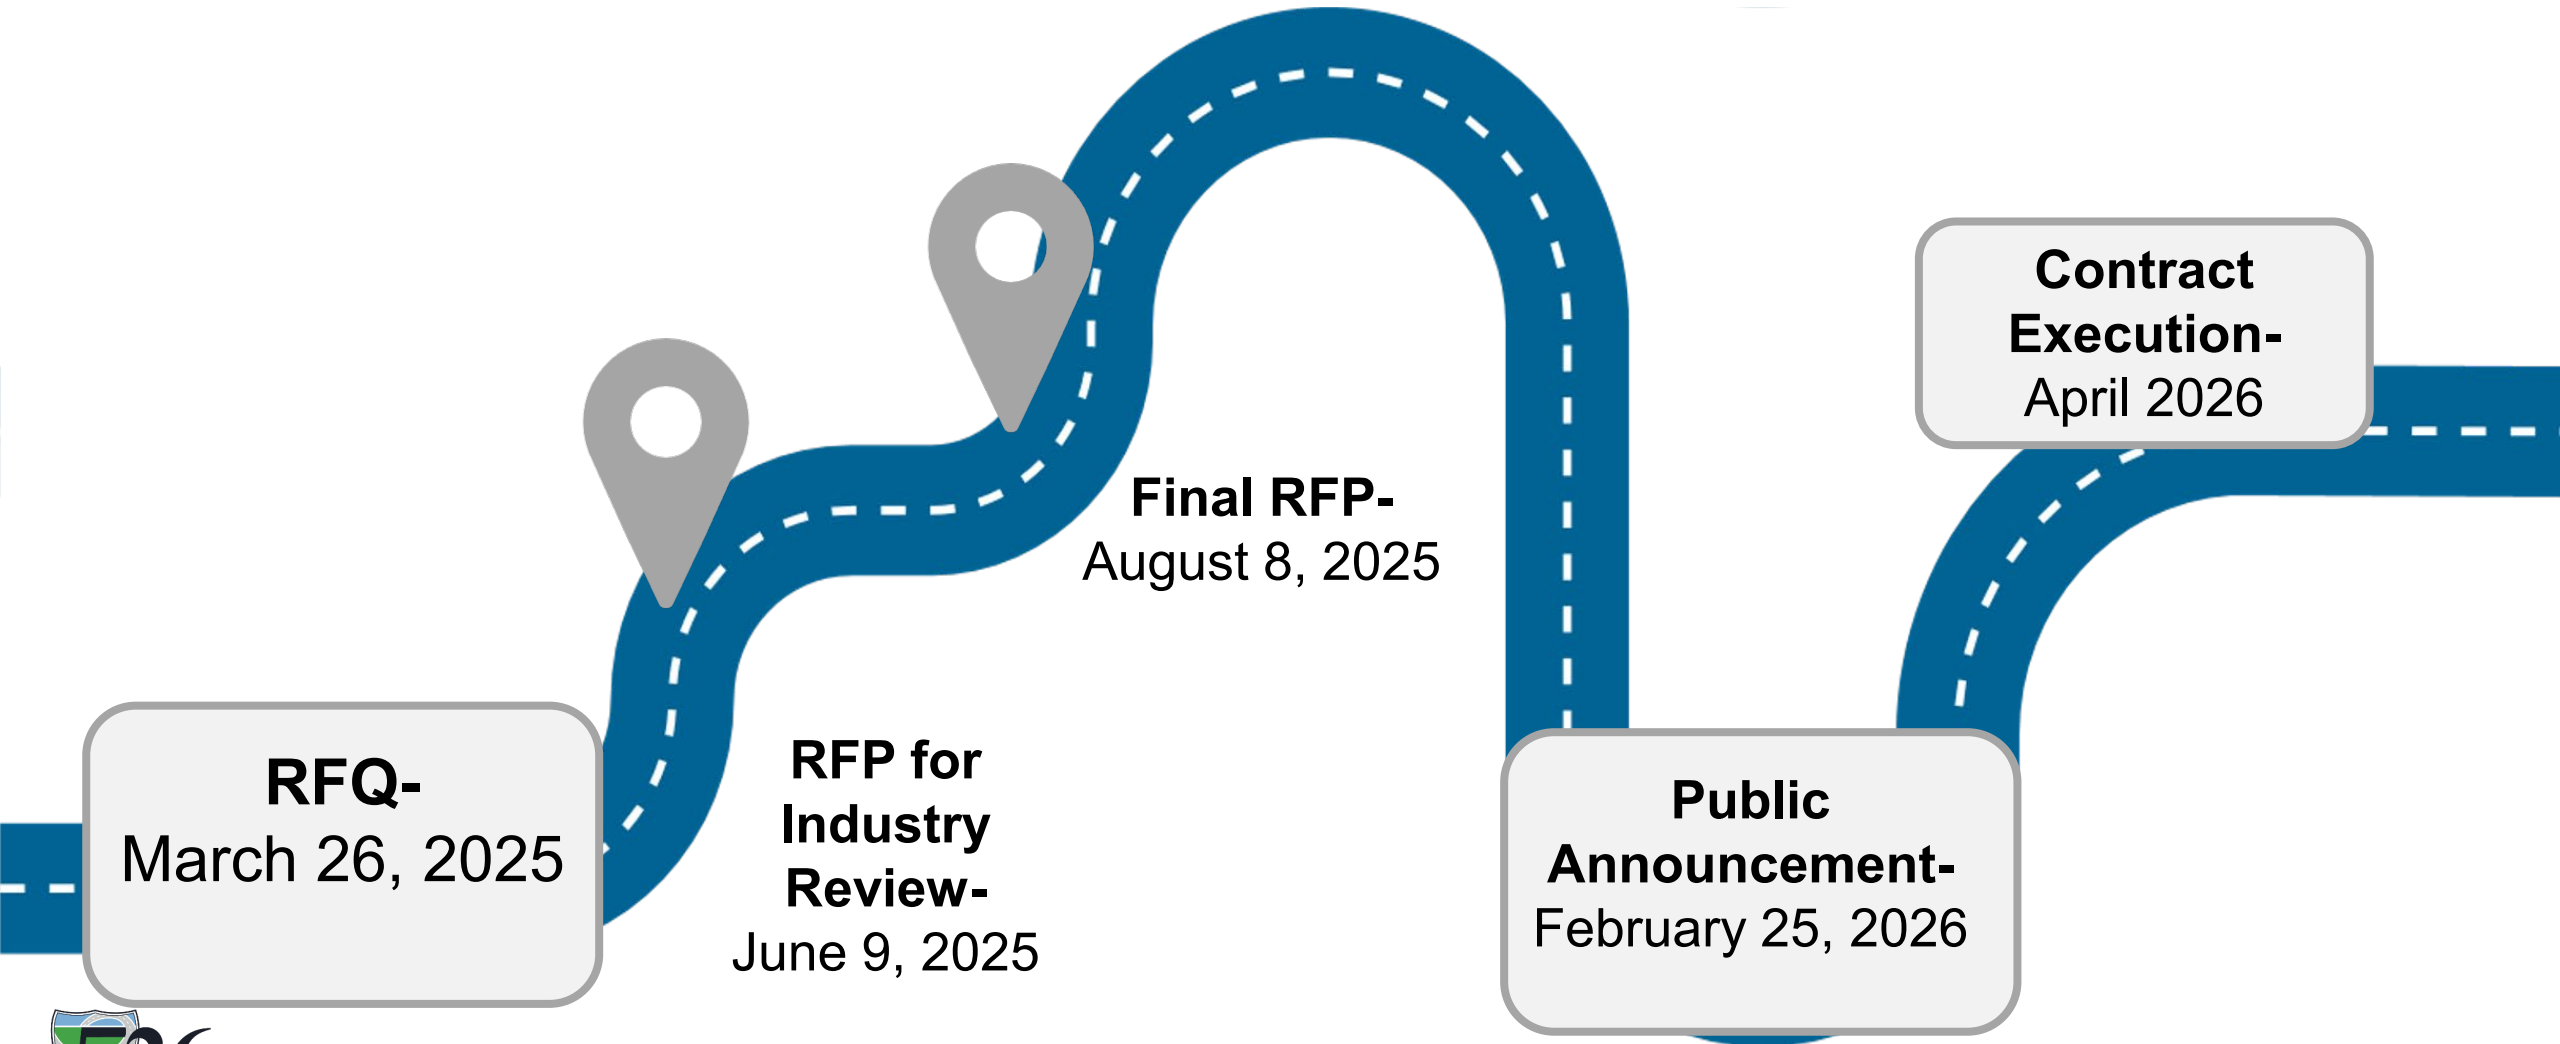 RFQ-
March 26, 2025
RFP for
Industry
Review-
June 9, 2025
Final RFP-
August 8, 2025
Public
Announcement-
February 25, 2026
Contract
Execution-
April 2026